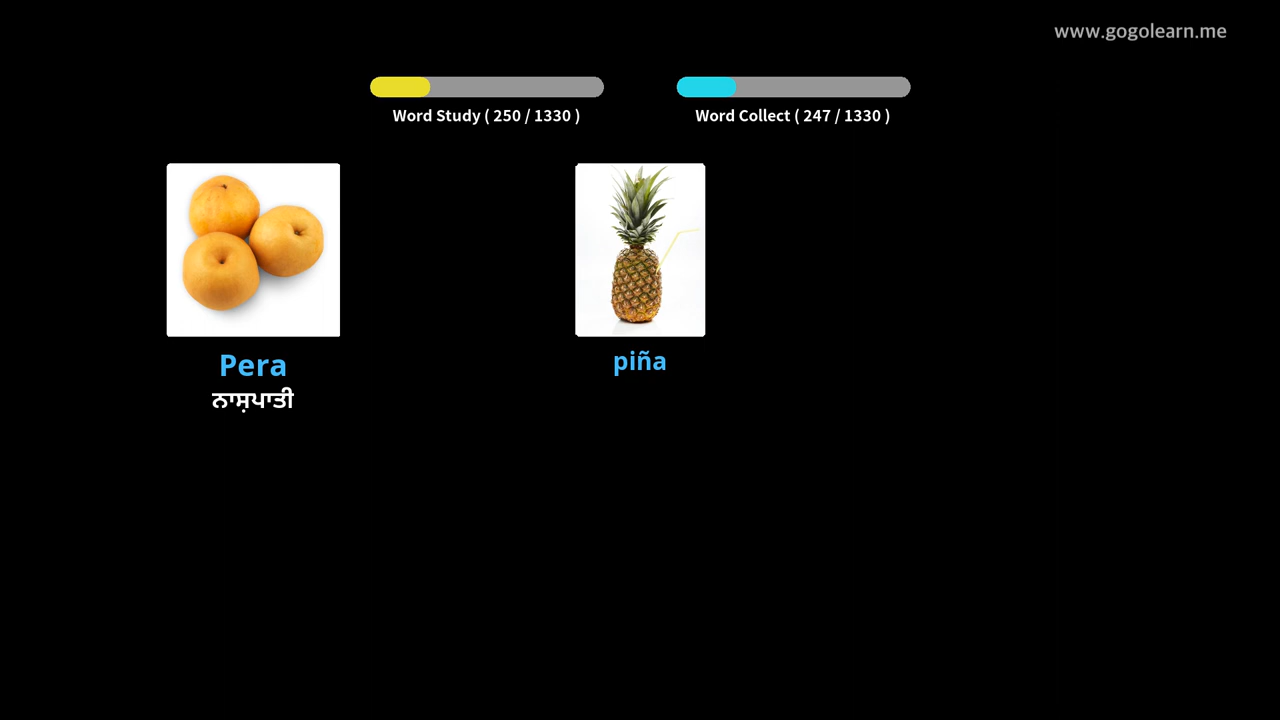 www.gogolearn.me
Word Study ( 250 / 1330 )
Word Collect ( 247 / 1330 )
Pera
ਨਾਸ਼ਪਾਤੀ
piña